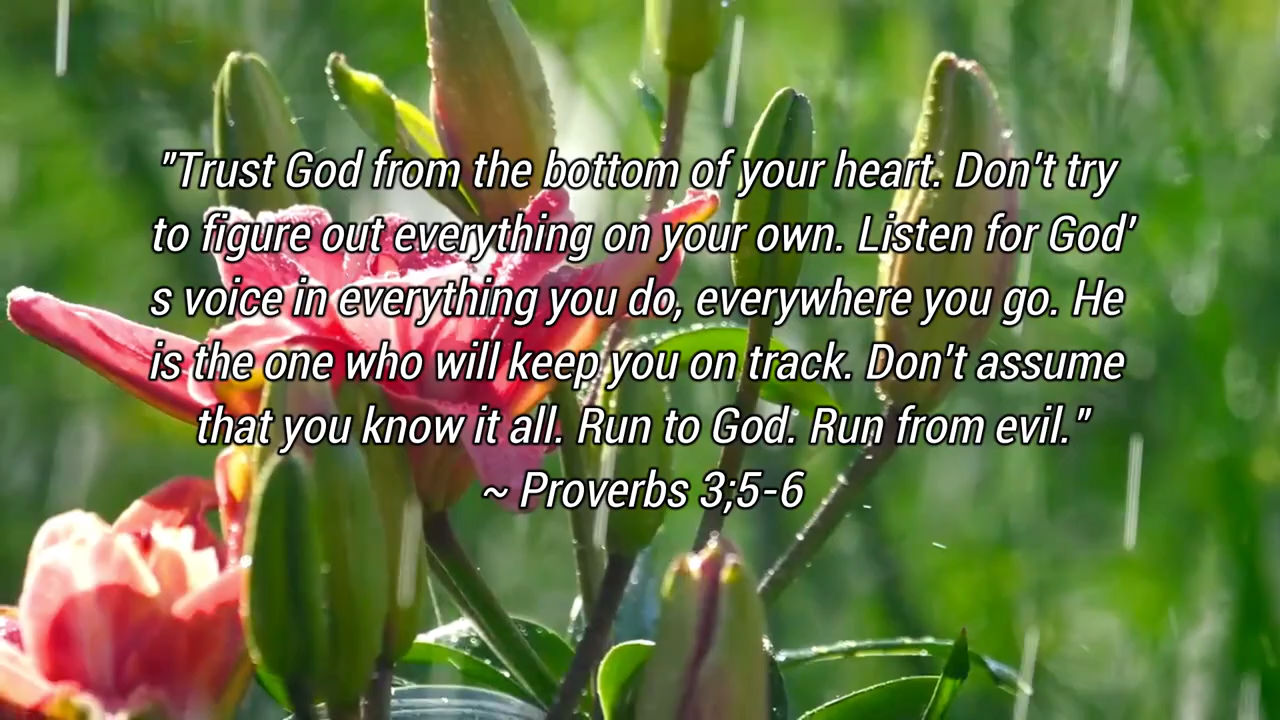 "Trust God from the bottom of your heart. Don't try
to figure out everything on your own. Listen for God'
s voice in everything you do, everywhere you go. He
is the one who will keep you on track. Don't assume
that you know it all. Run to God. Run from evil."
~ Proverbs 3;5-6